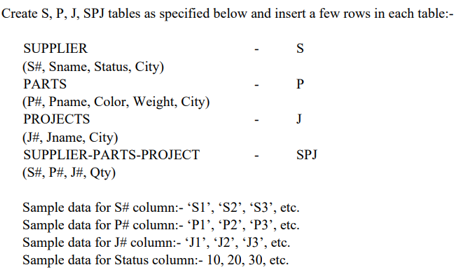 Create S, P, J, SPJ tables as specified below and insert a few rows in each table:-
SUPPLIER - S
(S#, Sname, Status, City)
PARTS - P
(P#, Pname, Color, Weight, City)
PROJECTS - J
(J#, Jname, City)
SUPPLIER-PARTS-PROJECT - SPJ
(S#, P#, J#, Qty)
Sample data for S# column:- ‘S1’, ‘S2’, ‘S3’, etc.
Sample data for P# column:- ‘P1’, ‘P2’, ‘P3’, etc.
Sample data for J# column:- ‘J1’, ‘J2’, ‘J3’, etc.
Sample data for Status column:- 10, 20, 30, etc.